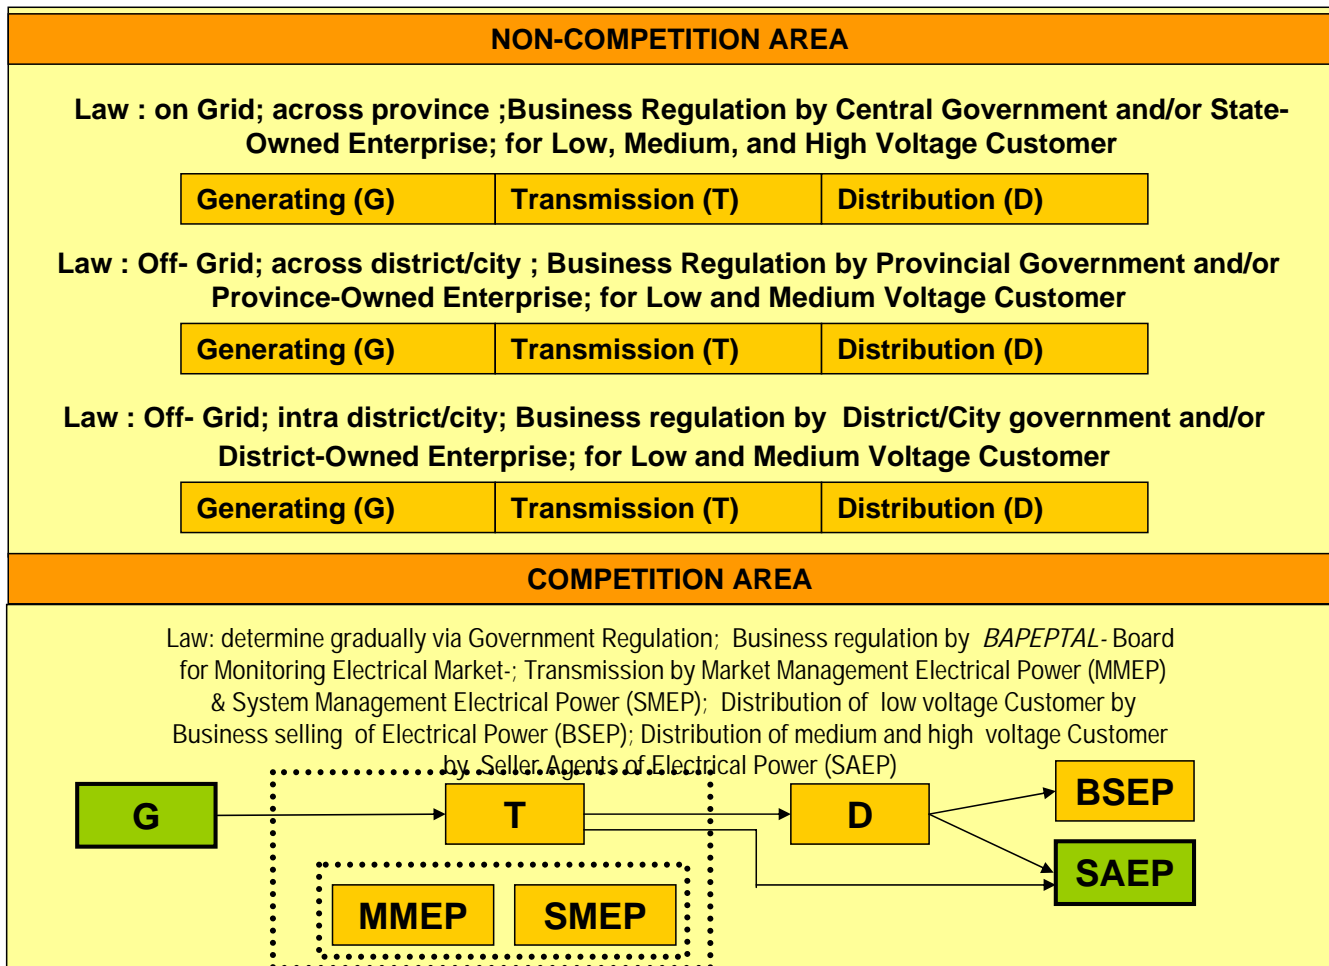 NON-COMPETITION AREA
Law : on Grid; across province ;Business Regulation by Central Government and/or State-
Owned Enterprise; for Low, Medium, and High Voltage Customer
Generating (G) Transmission (T) Distribution (D)
Law : Off- Grid; across district/city ; Business Regulation by Provincial Government and/or
Province-Owned Enterprise; for Low and Medium Voltage Customer
Generating (G) Transmission (T) Distribution (D)
Law : Off- Grid; intra district/city; Business regulation by District/City government and/or
District-Owned Enterprise; for Low and Medium Voltage Customer
Generating (G) Transmission (T) Distribution (D)
COMPETITION AREA
Law: determine gradually via Government Regulation; Business regulation by BAPEPTAL- Board
for Monitoring Electrical Market-; Transmission by Market Management Electrical Power (MMEP)
& System Management Electrical Power (SMEP); Distribution of low voltage Customer by
Business selling of Electrical Power (BSEP); Distribution of medium and high voltage Customer
by Seller Agents of Electrical Power (SAEP)
G T D BSEP
SAEP
MMEP SMEP